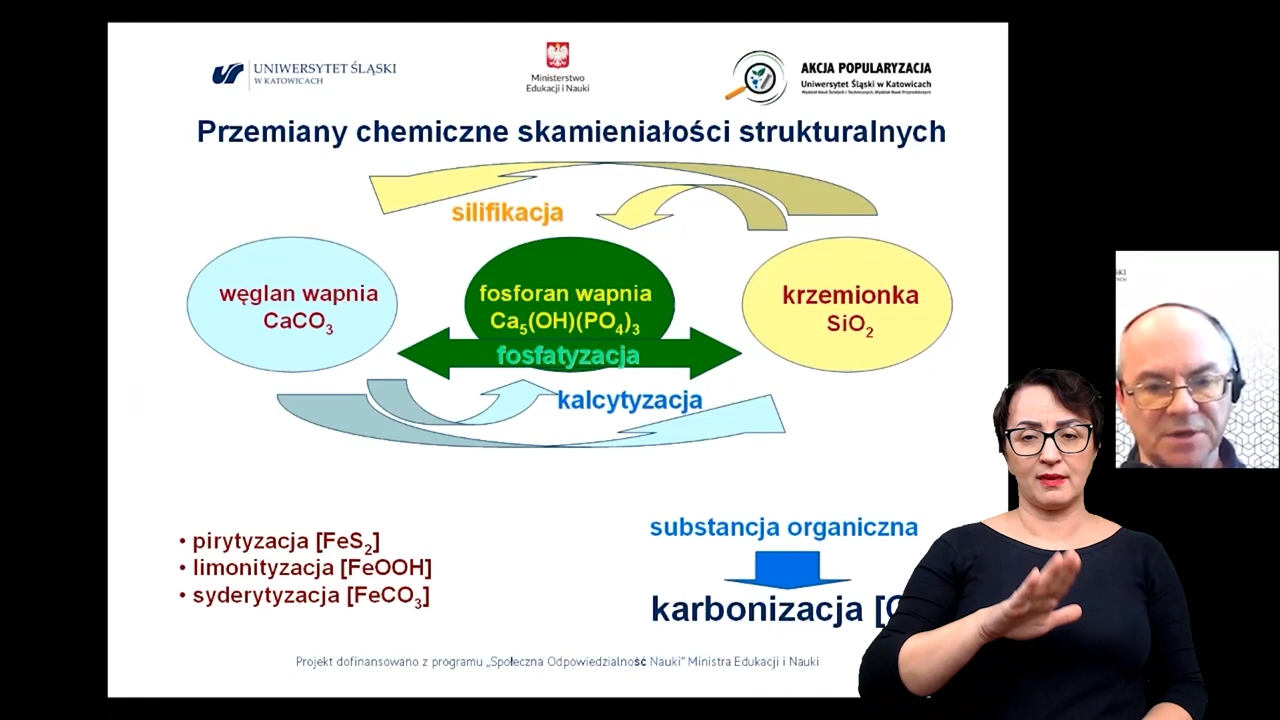 UNIWERSYTET ŚLĄSKI
W KATOWICACH
Ministerstwo
Edukacji i Nauki
AKCJA POPULARYZACJA
Uniwersytet Śląski w Katowicach
Wydział Nauk Ścisłych i Technicznych, Wydział Nauk Przyrodniczych
Przemiany chemiczne skamieniałości strukturalnych
silifikacja
węglan wapnia
CaCO₃
fosforan wapnia
Ca₅(OH)(PO₄)₃
krzemionka
SiO₂
fosfatyzacja
kalcytyzacja
• pirytyzacja [FeS₂]
• limonityzacja [FeOOH]
• syderytyzacja [FeCO₃]
substancja organiczna
karbonizacja [C
Projekt dofinansowano z programu „Społeczna Odpowiedzialność Nauki” Ministra Edukacji i Nauki